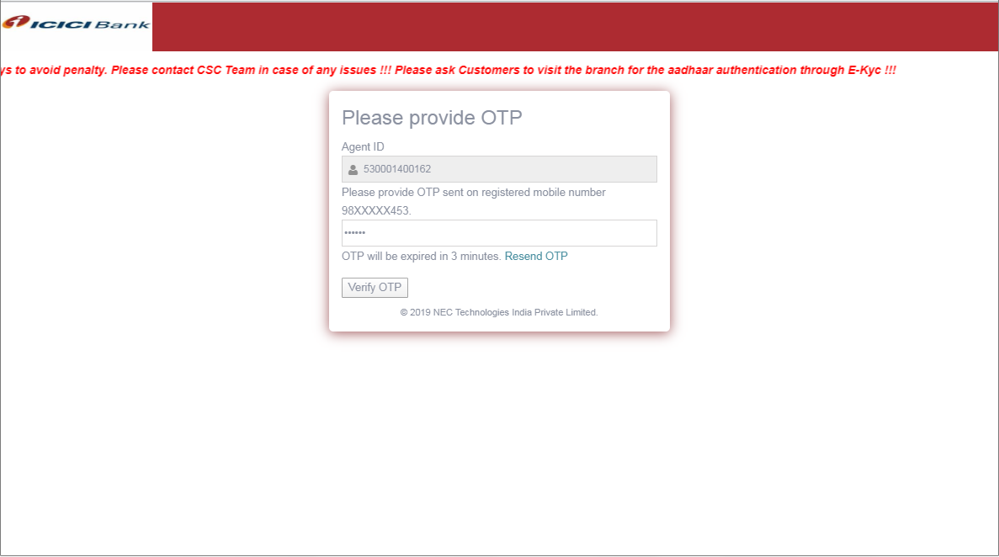 ICICI Bank
ys to avoid penalty. Please contact CSC Team in case of any issues !!! Please ask Customers to visit the branch for the aadhaar authentication through E-Kyc !!!
Please provide OTP
Agent ID
530001400162
Please provide OTP sent on registered mobile number
98XXXXX453.
••••••
OTP will be expired in 3 minutes. Resend OTP
Verify OTP
© 2019 NEC Technologies India Private Limited.